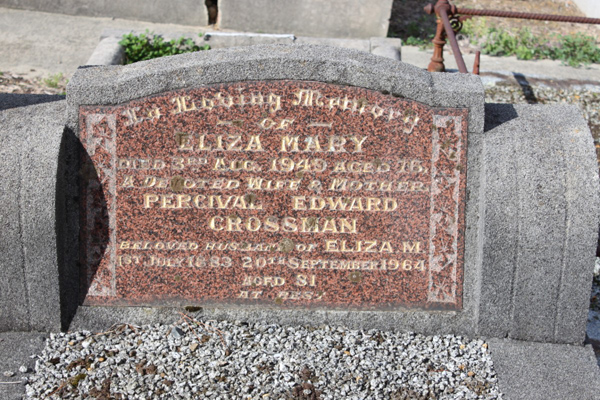 In Loving Memory
OF
ELIZA MARY
DIED 3RD AUG. 1949 AGED 76.
A DEVOTED WIFE & MOTHER.
PERCIVAL EDWARD
CROSSMAN
BELOVED HUSBAND OF ELIZA M.
1ST JULY 1883 20TH SEPTEMBER 1964
AGED 81
AT REST